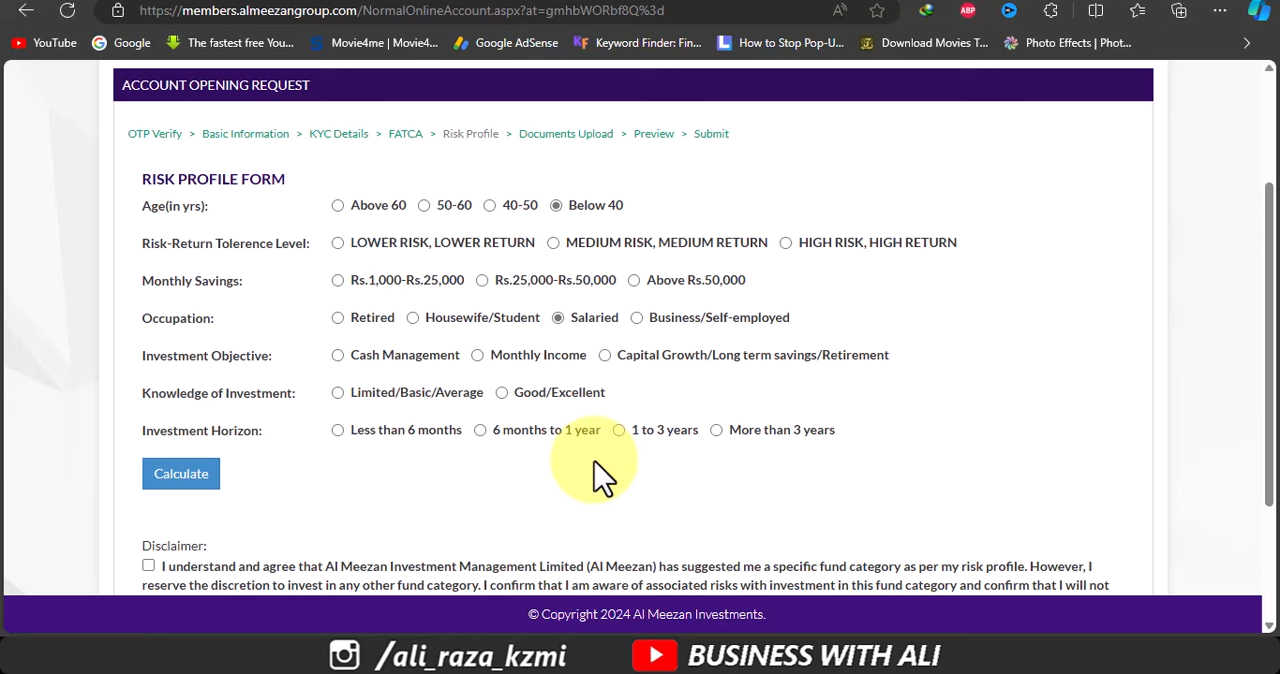 https://members.almeezangroup.com/NormalOnlineAccount.aspx?at=gmhbWORbf8Q%3d
YouTube Google The fastest free You... Movie4me | Movie4... Google AdSense Keyword Finder: Fin... How to Stop Pop-U... Download Movies T... Photo Effects | Phot...
ACCOUNT OPENING REQUEST
OTP Verify > Basic Information > KYC Details > FATCA > Risk Profile > Documents Upload > Preview > Submit
RISK PROFILE FORM
Age(in yrs): Above 60 50-60 40-50 Below 40
Risk-Return Tolerence Level: LOWER RISK, LOWER RETURN MEDIUM RISK, MEDIUM RETURN HIGH RISK, HIGH RETURN
Monthly Savings: Rs.1,000-Rs.25,000 Rs.25,000-Rs.50,000 Above Rs.50,000
Occupation: Retired Housewife/Student Salaried Business/Self-employed
Investment Objective: Cash Management Monthly Income Capital Growth/Long term savings/Retirement
Knowledge of Investment: Limited/Basic/Average Good/Excellent
Investment Horizon: Less than 6 months 6 months to 1 year 1 to 3 years More than 3 years
Calculate
Disclaimer:
I understand and agree that Al Meezan Investment Management Limited (Al Meezan) has suggested me a specific fund category as per my risk profile. However, I
reserve the discretion to invest in any other fund category. I confirm that I am aware of associated risks with investment in this fund category and confirm that I will not
© Copyright 2024 Al Meezan Investments.
/ali_raza_kzmi BUSINESS WITH ALI